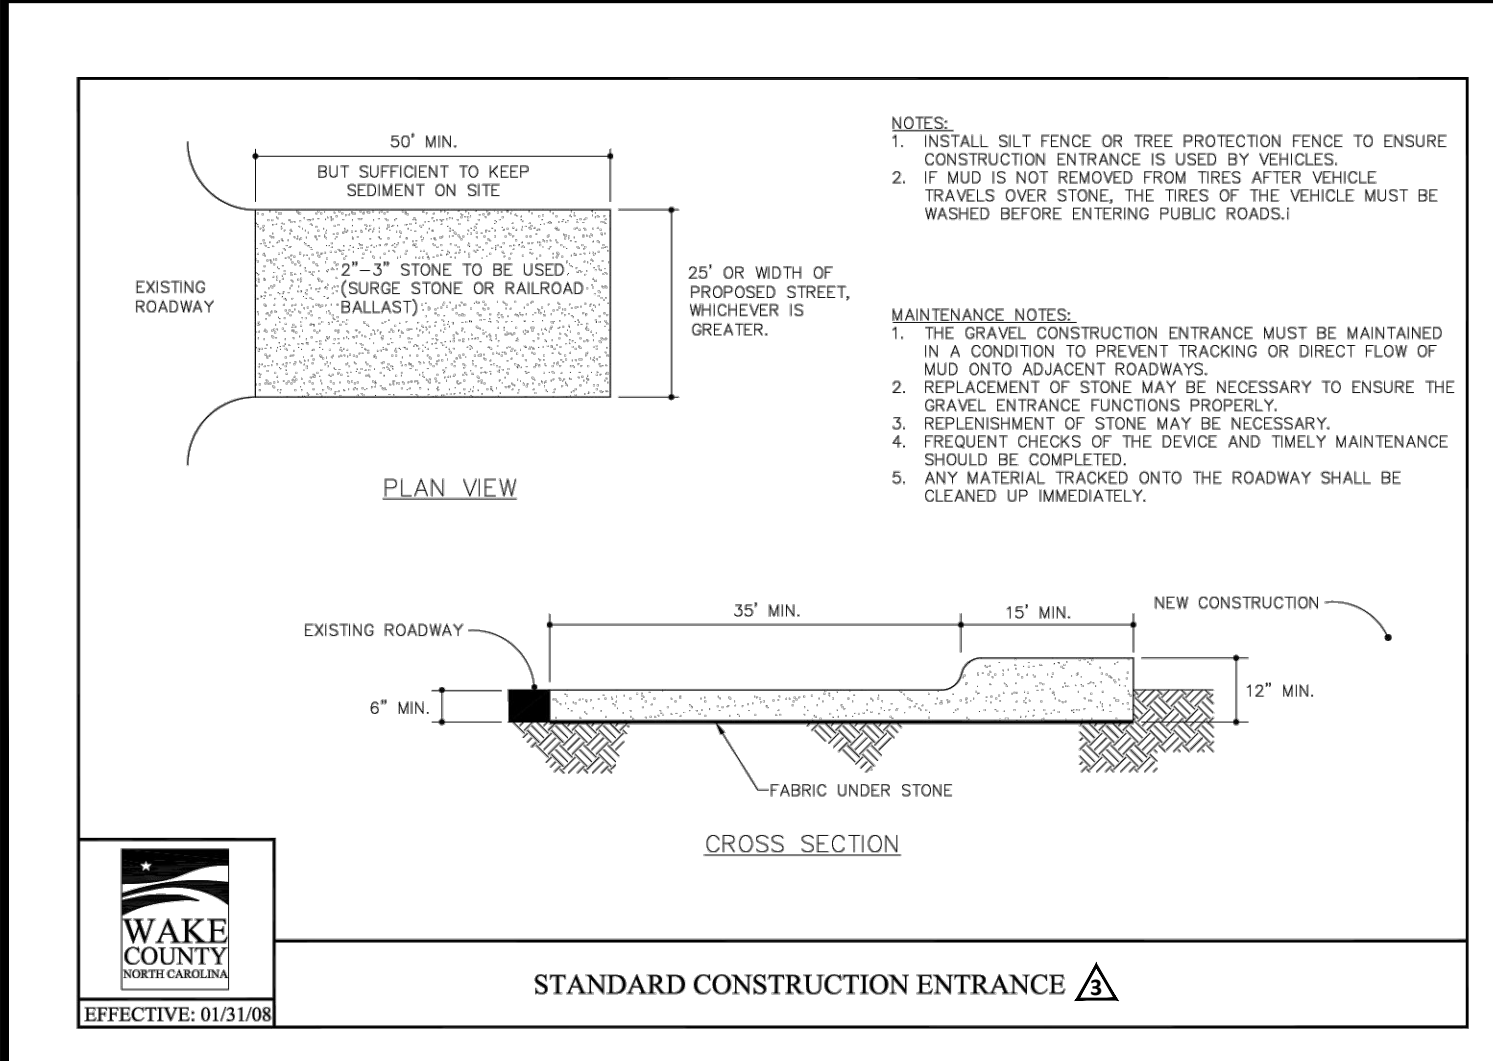 50' MIN.
BUT SUFFICIENT TO KEEP
SEDIMENT ON SITE
EXISTING
ROADWAY
2"-3" STONE TO BE USED
(SURGE STONE OR RAILROAD
BALLAST)
25' OR WIDTH OF
PROPOSED STREET,
WHICHEVER IS
GREATER.
PLAN VIEW
NOTES:
1. INSTALL SILT FENCE OR TREE PROTECTION FENCE TO ENSURE
CONSTRUCTION ENTRANCE IS USED BY VEHICLES.
2. IF MUD IS NOT REMOVED FROM TIRES AFTER VEHICLE
TRAVELS OVER STONE, THE TIRES OF THE VEHICLE MUST BE
WASHED BEFORE ENTERING PUBLIC ROADS.i
MAINTENANCE NOTES:
1. THE GRAVEL CONSTRUCTION ENTRANCE MUST BE MAINTAINED
IN A CONDITION TO PREVENT TRACKING OR DIRECT FLOW OF
MUD ONTO ADJACENT ROADWAYS.
2. REPLACEMENT OF STONE MAY BE NECESSARY TO ENSURE THE
GRAVEL ENTRANCE FUNCTIONS PROPERLY.
3. REPLENISHMENT OF STONE MAY BE NECESSARY.
4. FREQUENT CHECKS OF THE DEVICE AND TIMELY MAINTENANCE
SHOULD BE COMPLETED.
5. ANY MATERIAL TRACKED ONTO THE ROADWAY SHALL BE
CLEANED UP IMMEDIATELY.
EXISTING ROADWAY
35' MIN.
15' MIN.
NEW CONSTRUCTION
6" MIN.
12" MIN.
FABRIC UNDER STONE
CROSS SECTION
WAKE
COUNTY
NORTH CAROLINA
EFFECTIVE: 01/31/08
STANDARD CONSTRUCTION ENTRANCE 3